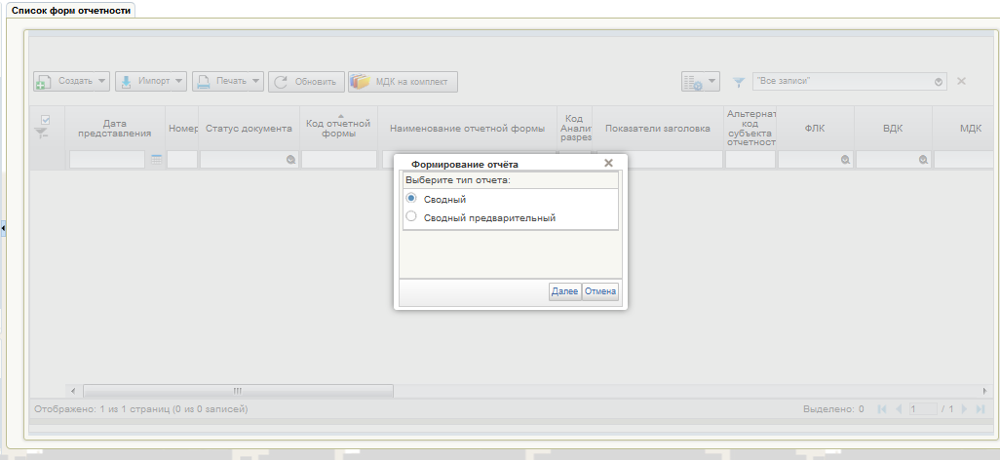 Список форм отчетности
Создать Импорт Печать Обновить МДК на комплект "Все записи"
Дата представления Номер Статус документа Код отчетной формы Наименование отчетной формы Код Аналит разрез Показатели заголовка Альтернат код субъекта отчетност ФЛК ВДК МДК
Формирование отчёта
Выберите тип отчета:
Сводный
Сводный предварительный
Далее Отмена
Отображено: 1 из 1 страниц (0 из 0 записей) Выделено: 0 1 / 1